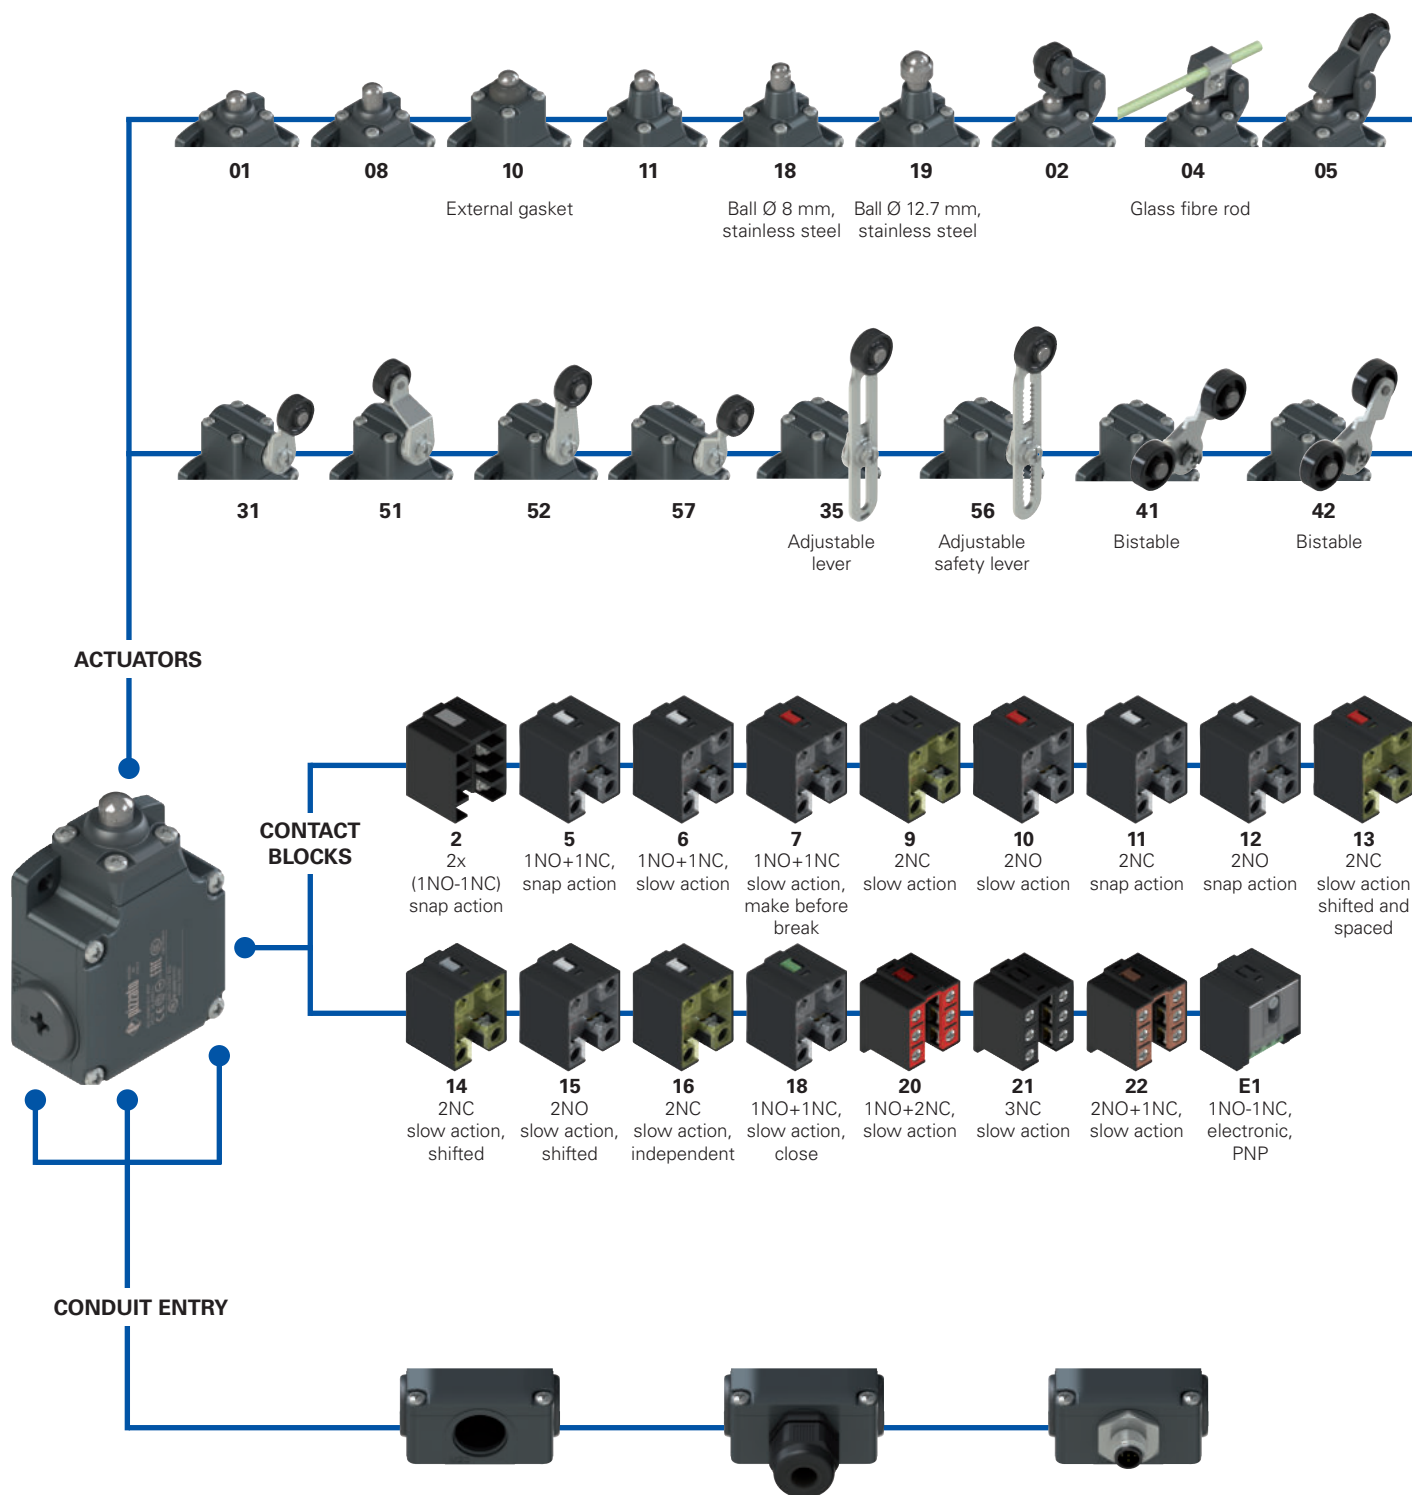 01 08 10 11 18 19 02 04 05
External gasket Ball Ø 8 mm, Ball Ø 12.7 mm, Glass fibre rod
stainless steel stainless steel
31 51 52 57 35 56 41 42
Adjustable Adjustable Bistable Bistable
lever safety lever
ACTUATORS
CONTACT
BLOCKS
2 5 6 7 9 10 11 12 13
2x 1NO+1NC, 1NO+1NC, 1NO+1NC 2NC 2NO 2NC 2NO 2NC
(1NO-1NC) snap action slow action slow action, slow action slow action snap action snap action slow action
snap action make before shifted and
break spaced
pizzato
14 15 16 18 20 21 22 E1
2NC 2NO 2NC 1NO+1NC, 1NO+2NC, 3NC 2NO+1NC, 1NO-1NC,
slow action, slow action, slow action, slow action, slow action slow action slow action electronic,
shifted shifted independent close PNP
CONDUIT ENTRY